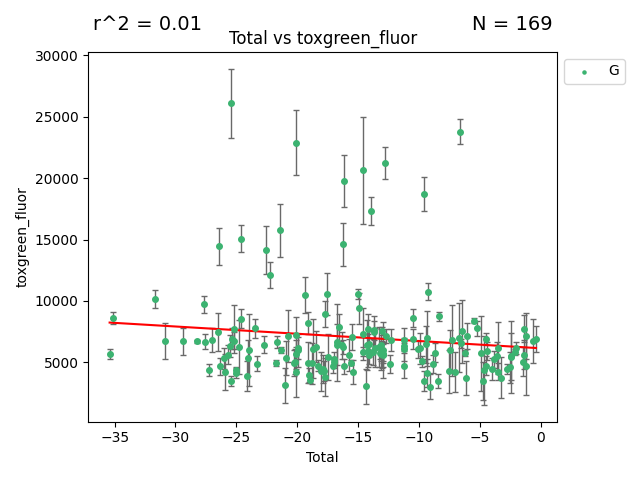 r^2 = 0.01 N = 169
Total vs toxgreen_fluor
G
30000
25000
20000
15000
10000
5000
toxgreen_fluor
−35 −30 −25 −20 −15 −10 −5 0
Total